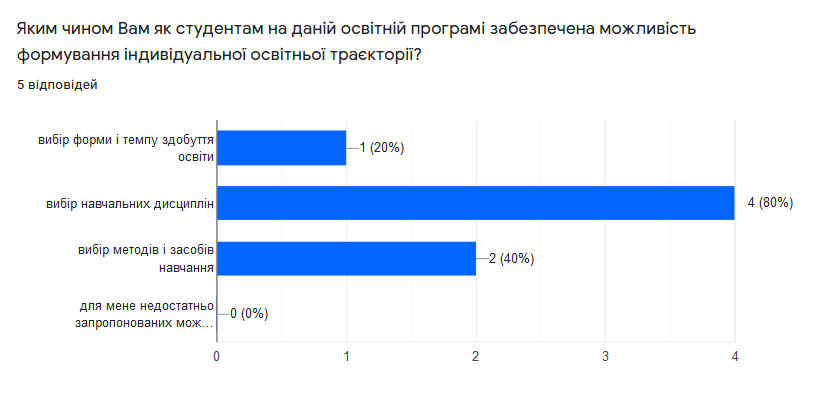 Яким чином Вам як студентам на даній освітній програмі забезпечена можливість
формування індивідуальної освітньої траєкторії?
5 відповідей
вибір форми і темпу здобуття
освіти
1 (20%)
вибір навчальних дисциплін
4 (80%)
вибір методів і засобів
навчання
2 (40%)
для мене недостатньо
запропонованих мож…
0 (0%)
0 1 2 3 4